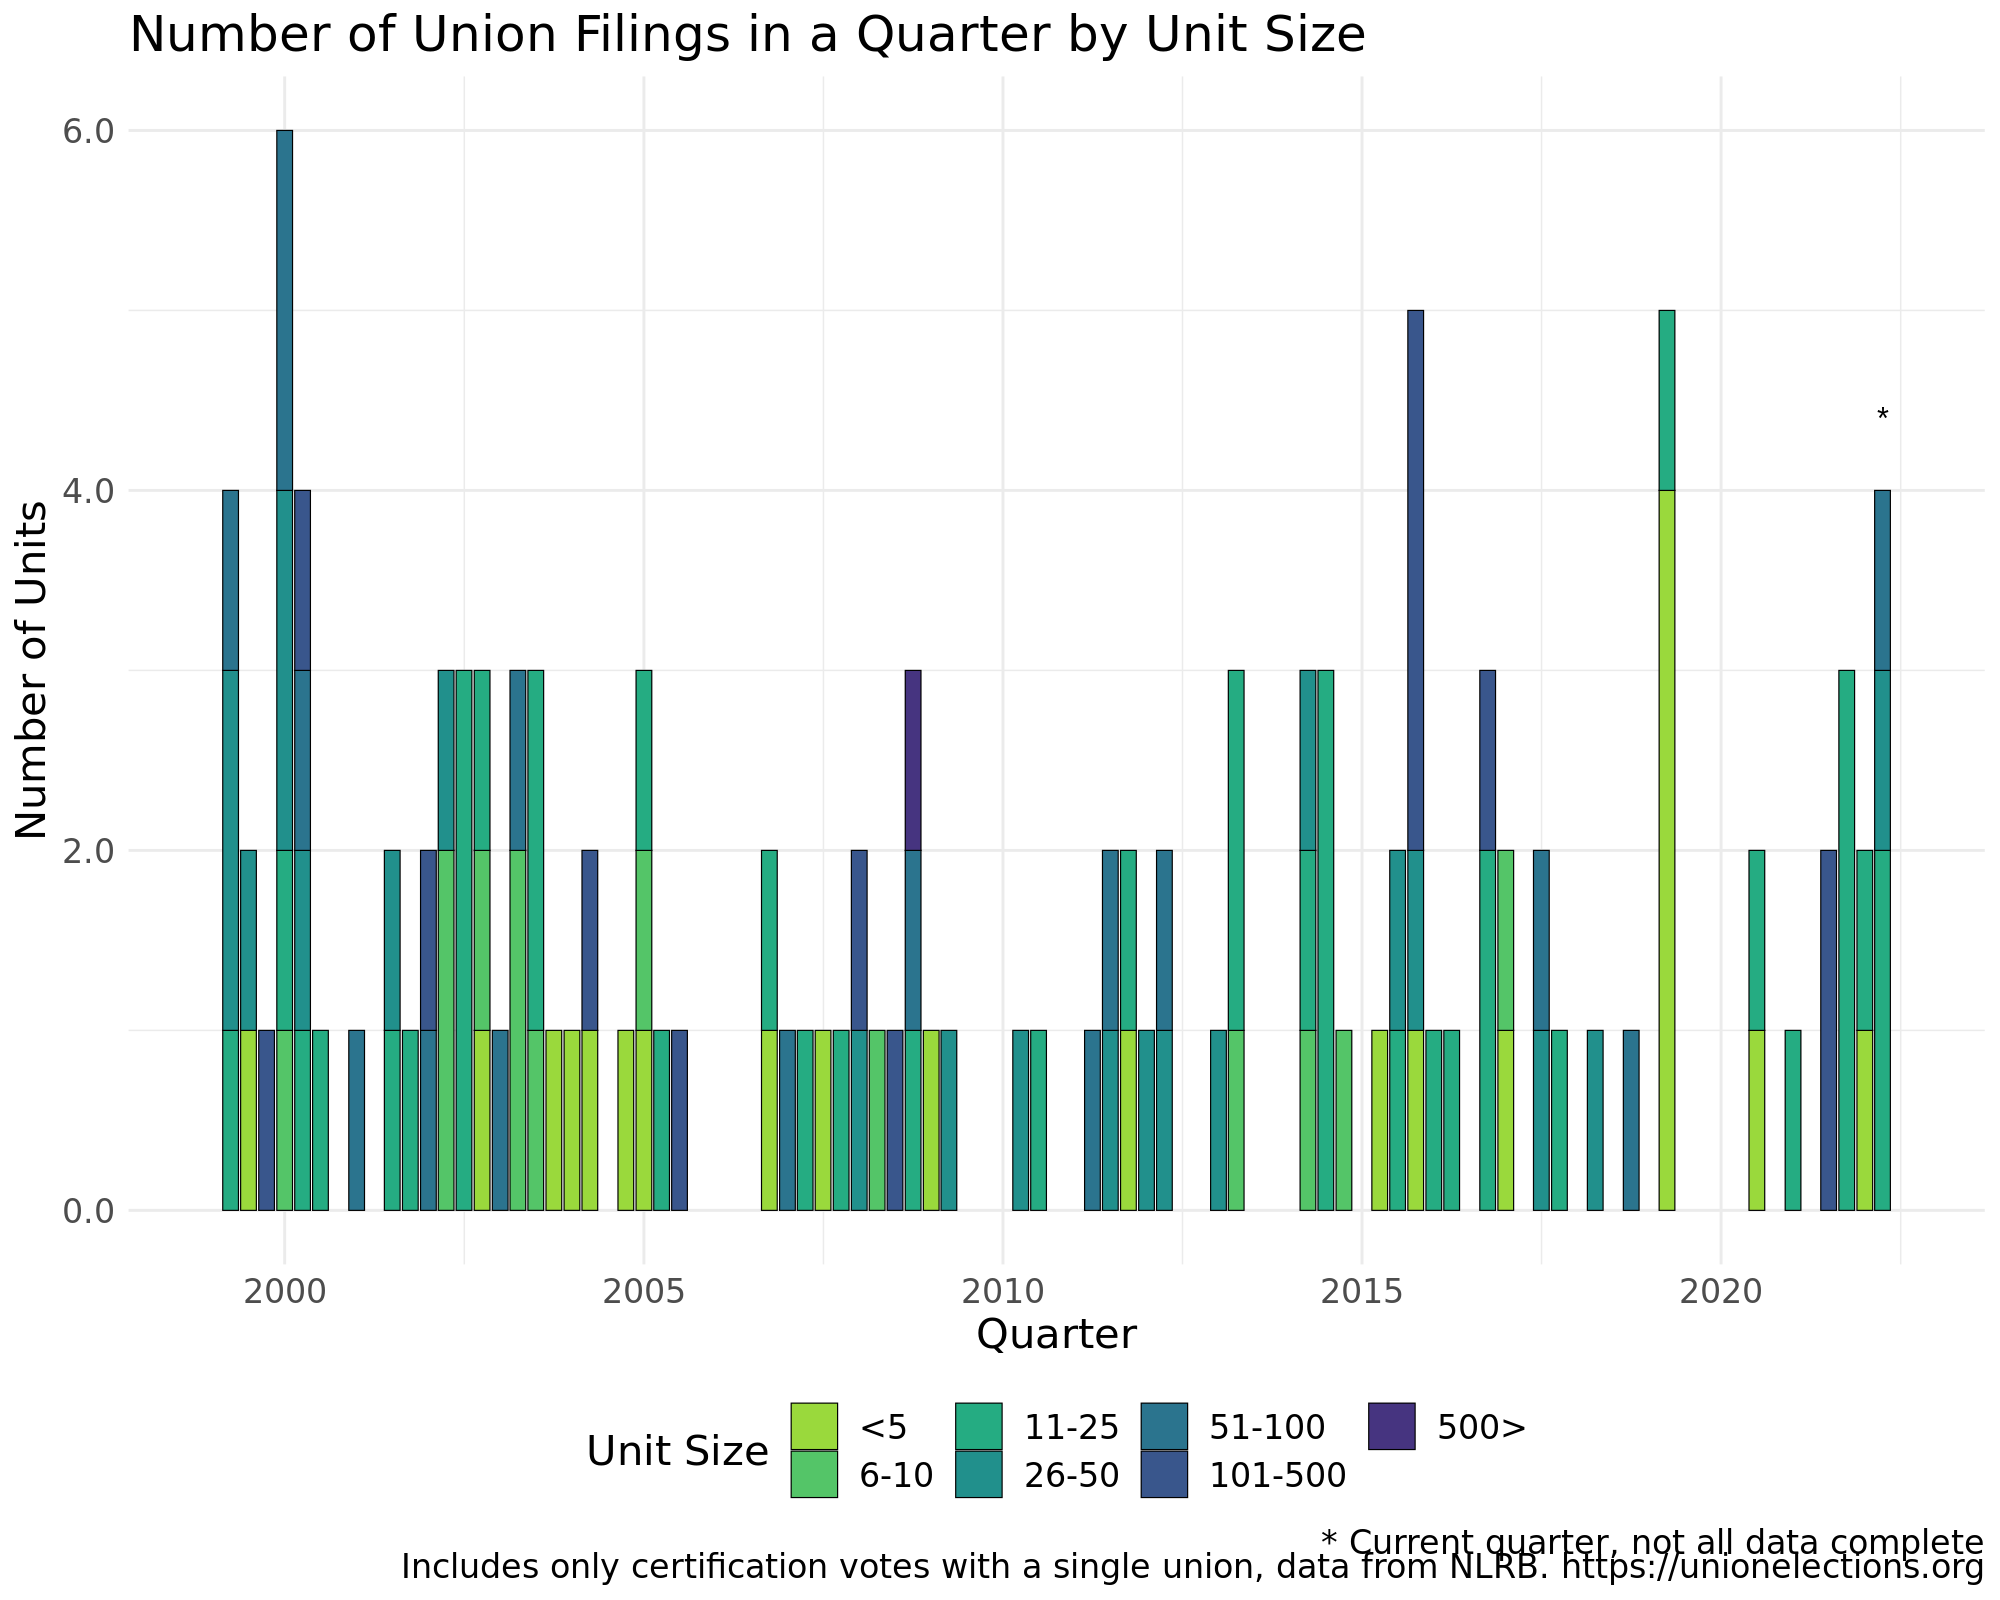 Number of Union Filings in a Quarter by Unit Size
6.0
4.0
2.0
0.0
Number of Units
*
2000 2005 2010 2015 2020
Quarter
Unit Size
<5 11-25 51-100 500>
6-10 26-50 101-500
* Current quarter, not all data complete
Includes only certification votes with a single union, data from NLRB. https://unionelections.org